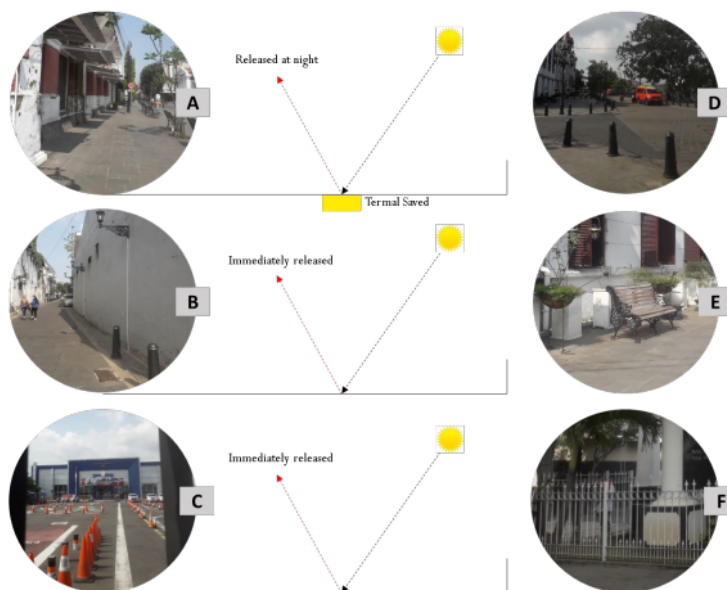 Released at night
A
D
Termal Saved
Immediately released
B
E
Immediately released
C
F